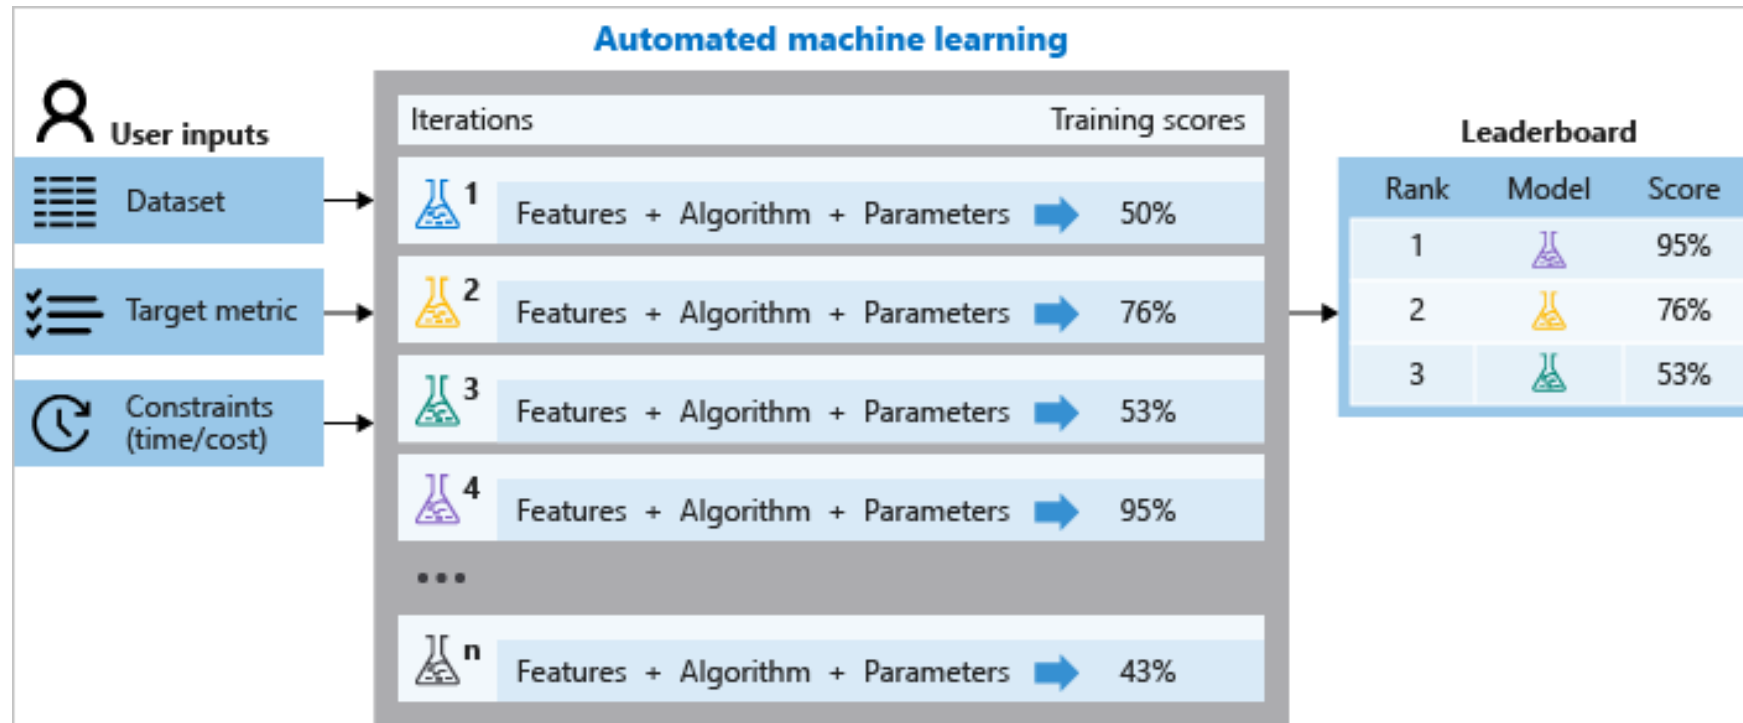 Automated machine learning
User inputs
Dataset
Target metric
Constraints
(time/cost)
Iterations Training scores
1 Features + Algorithm + Parameters 50%
2 Features + Algorithm + Parameters 76%
3 Features + Algorithm + Parameters 53%
4 Features + Algorithm + Parameters 95%
...
n Features + Algorithm + Parameters 43%
Leaderboard
Rank Model Score
1 95%
2 76%
3 53%